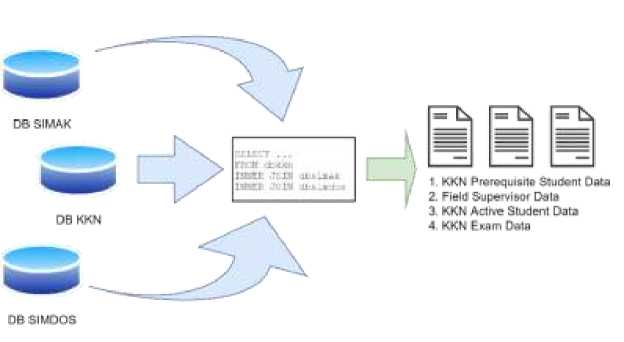 DB SIMAK
DB KKN
DB SIMDOS
SELECT ...
FROM dbkkn
INNER JOIN dbsimak
INNER JOIN dbsimdos
1. KKN Prerequisite Student Data
2. Field Supervisor Data
3. KKN Active Student Data
4. KKN Exam Data